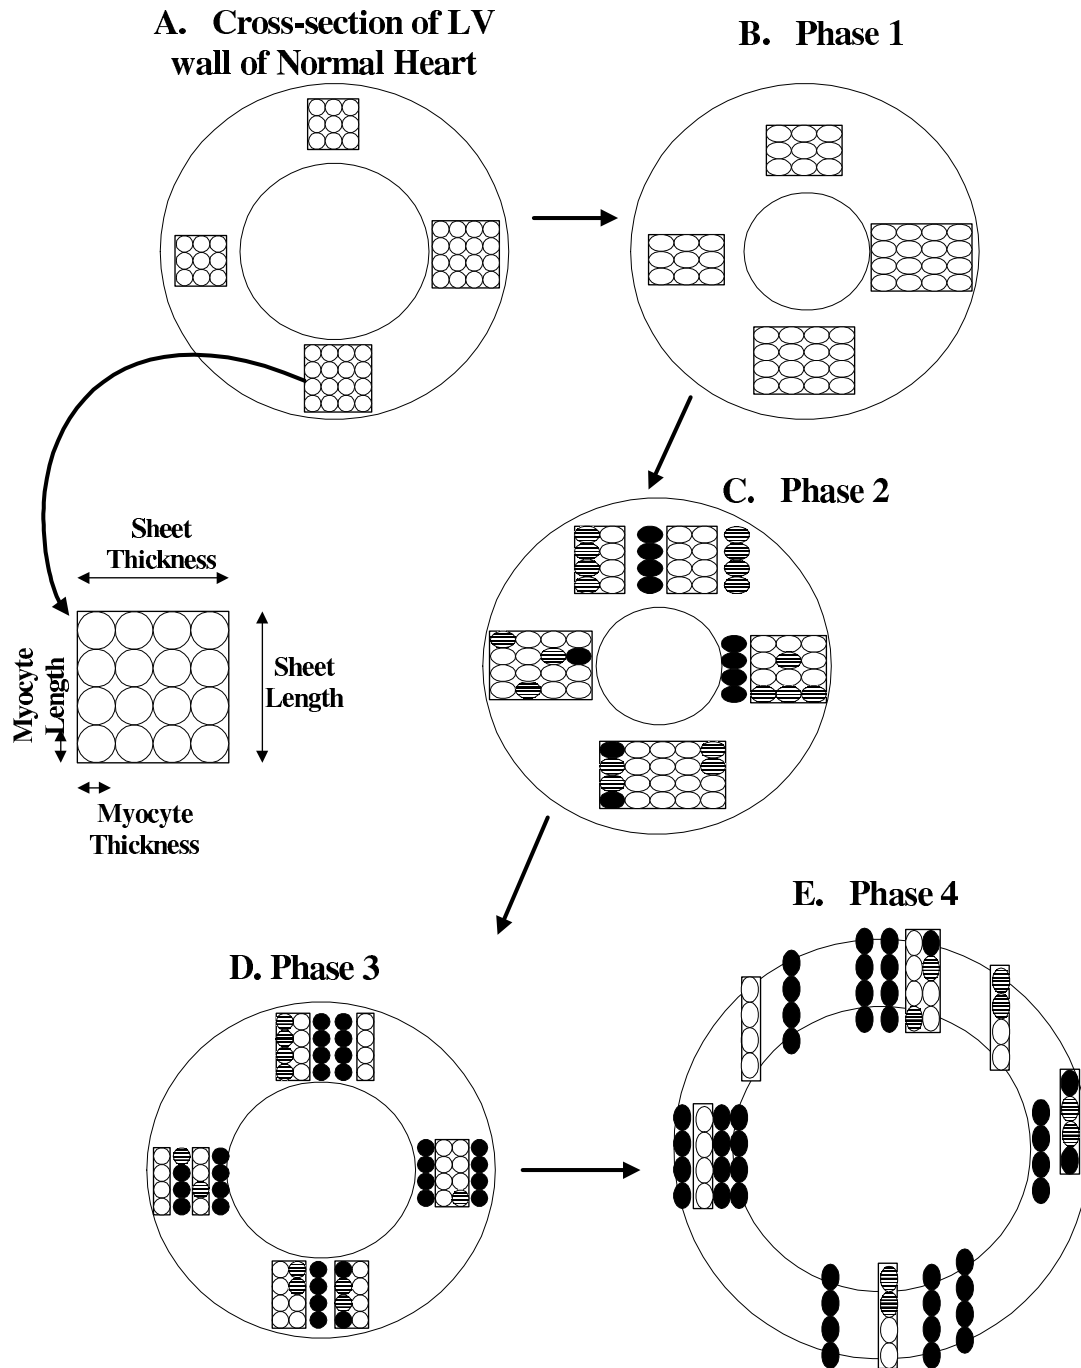 A. Cross-section of LV
wall of Normal Heart
B. Phase 1
C. Phase 2
Sheet
Thickness
Myocyte
Length
Sheet
Length
Myocyte
Thickness
D. Phase 3
E. Phase 4